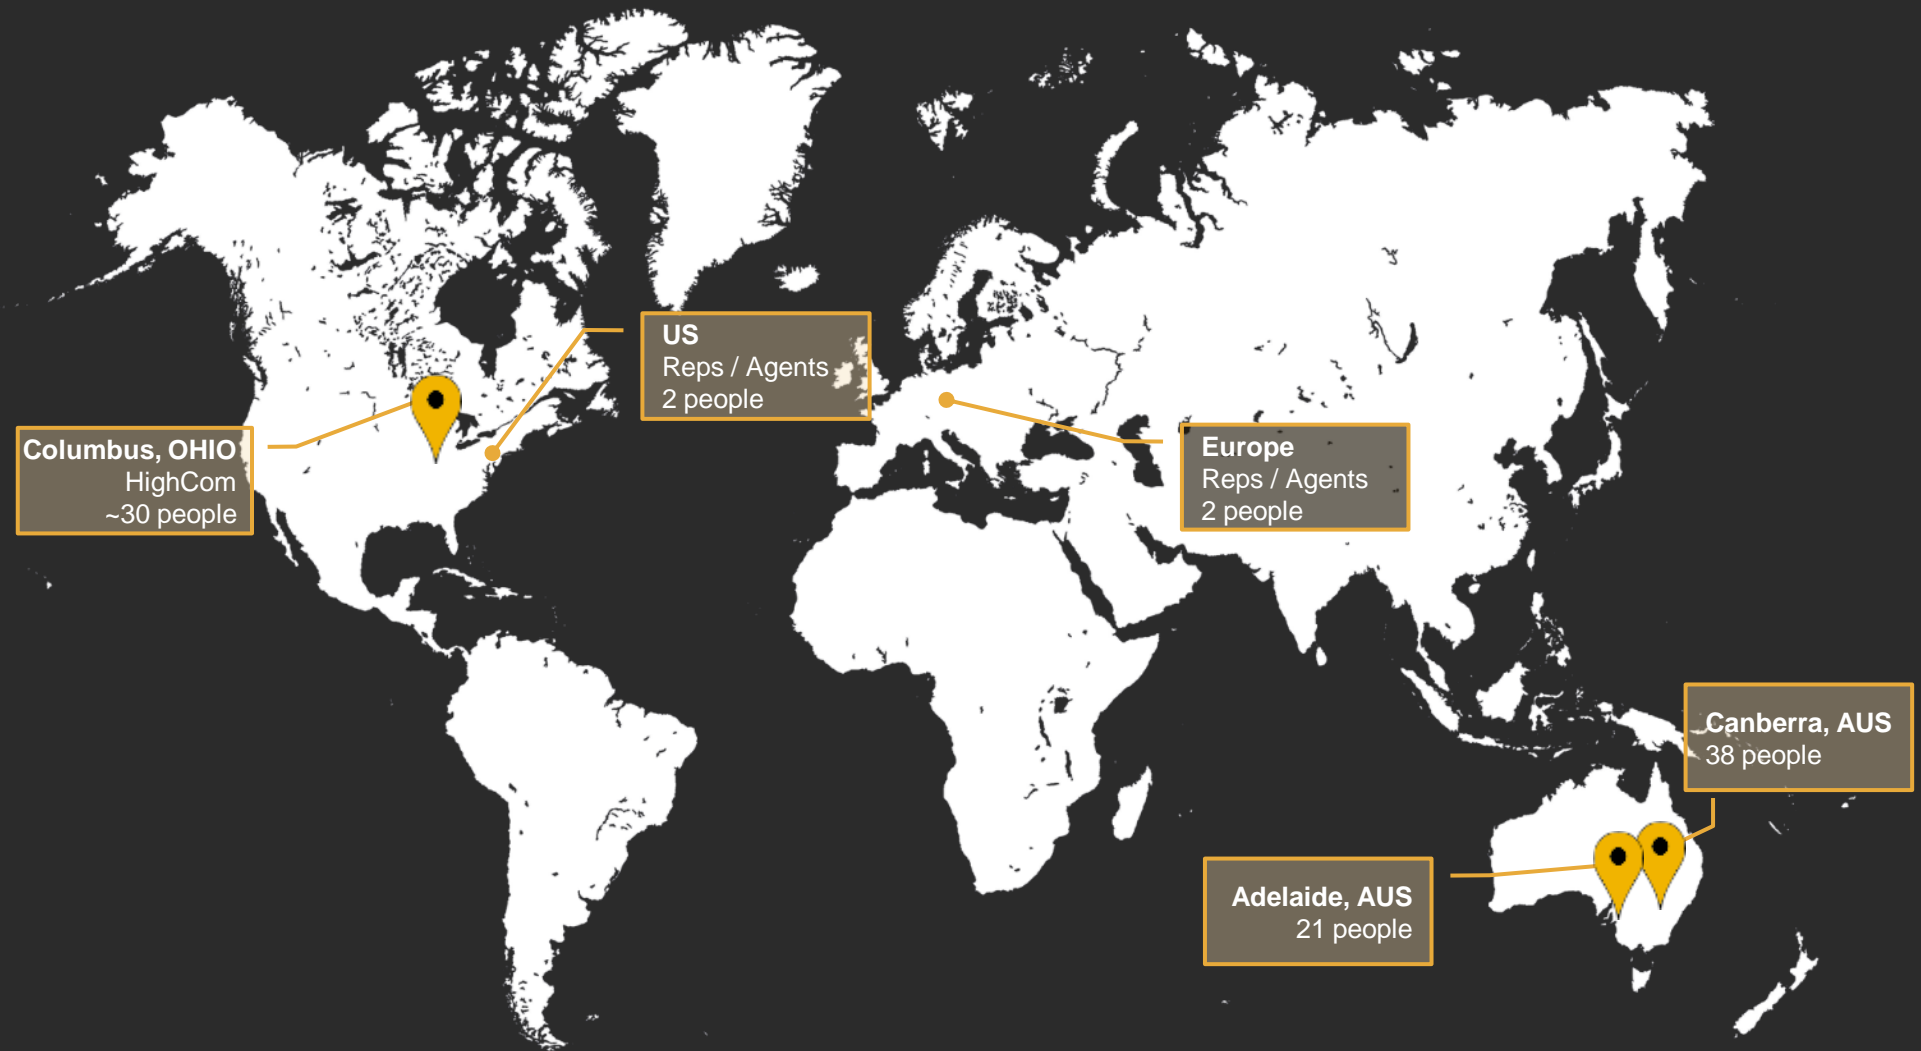 US
Reps / Agents
2 people
Columbus, OHIO
HighCom
~30 people
Europe
Reps / Agents
2 people
Canberra, AUS
38 people
Adelaide, AUS
21 people